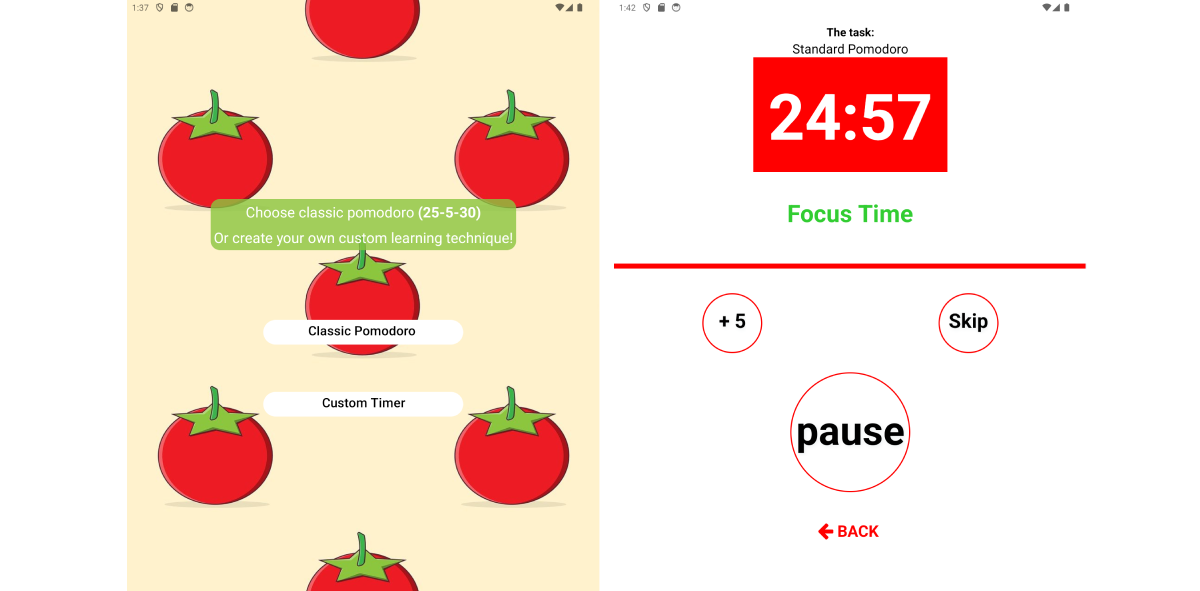 1:37
Choose classic pomodoro (25-5-30)
Or create your own custom learning technique!
Classic Pomodoro
Custom Timer
1:42
The task:
Standard Pomodoro
24:57
Focus Time
+ 5
Skip
pause
BACK